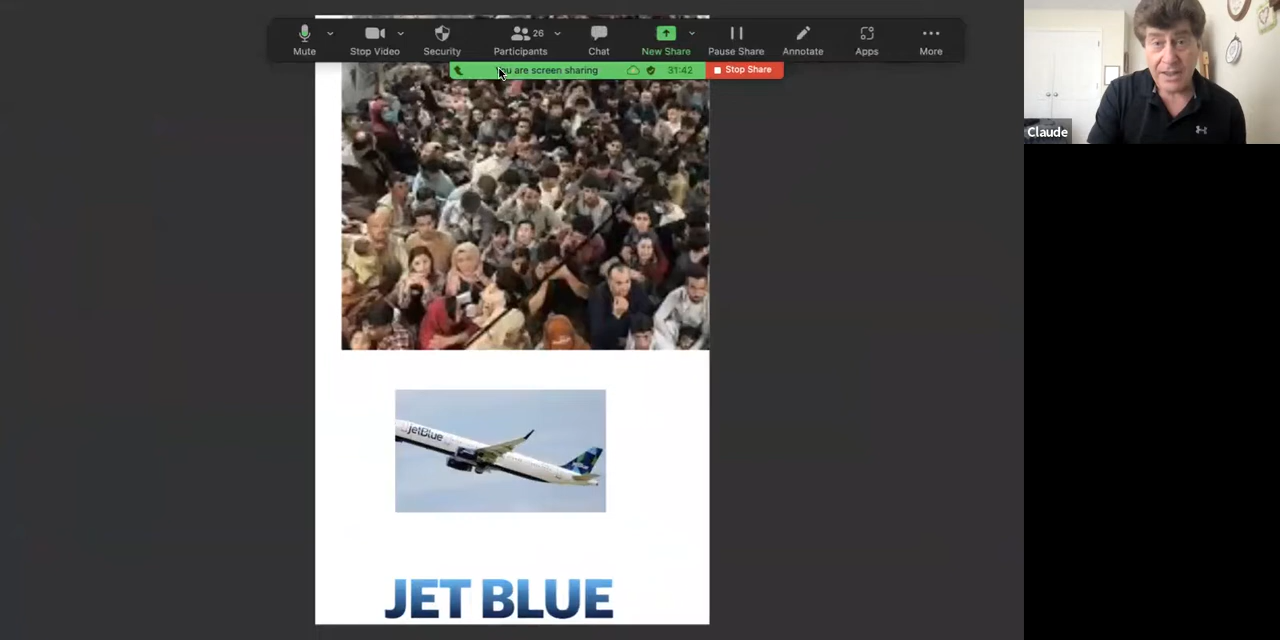 Mute
Stop Video
Security
Participants
26
Chat
New Share
Pause Share
Annotate
Apps
More
You are screen sharing
31:42
Stop Share
Claude
jetBlue
JET BLUE